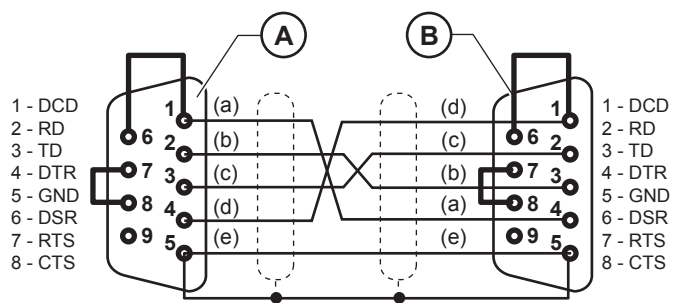 A
B
1 - DCD
2 - RD
3 - TD
4 - DTR
5 - GND
6 - DSR
7 - RTS
8 - CTS
1
6
2
7
3
8
4
9
5
(a)
(b)
(c)
(d)
(e)
(d)
(c)
(b)
(a)
(e)
1
6
2
7
3
8
4
9
5
1 - DCD
2 - RD
3 - TD
4 - DTR
5 - GND
6 - DSR
7 - RTS
8 - CTS